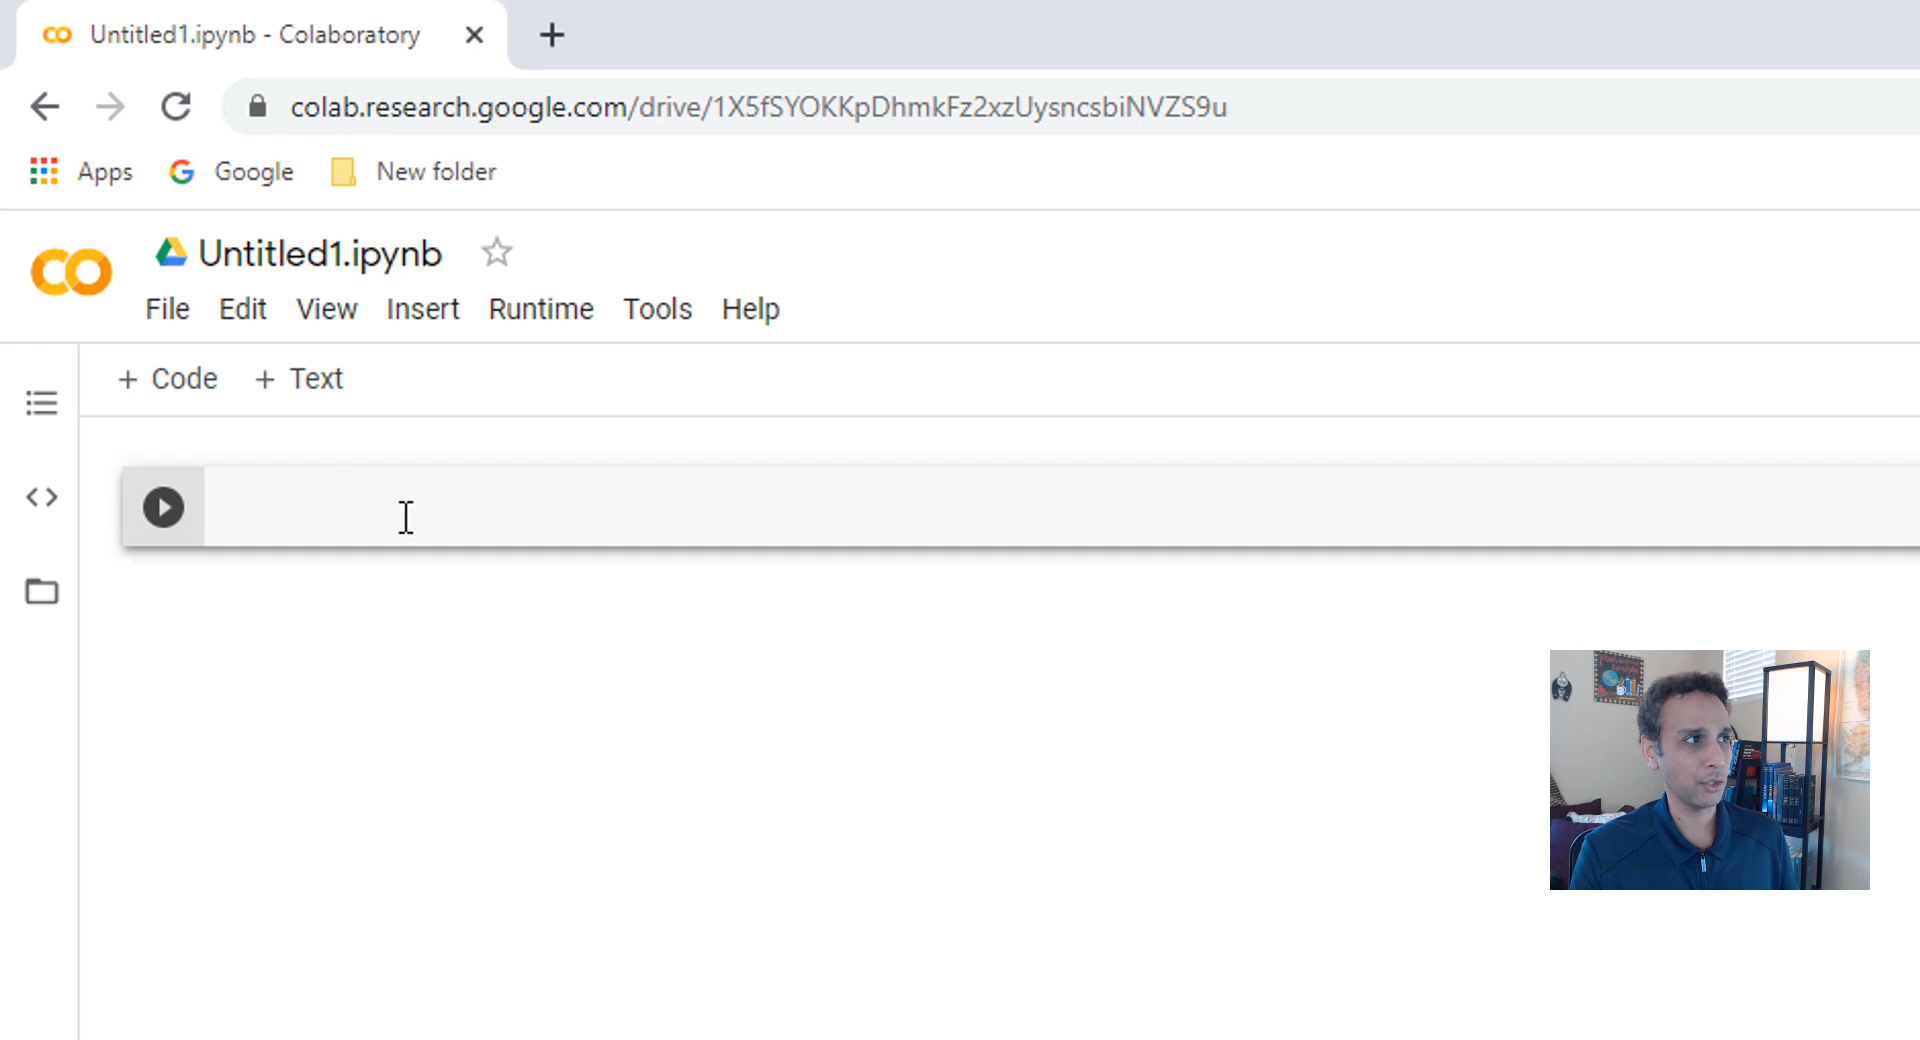 Untitled1.ipynb - Colaboratory
colab.research.google.com/drive/1X5fSYOKKpDhmkFz2xzUysncsbiNVZS9u
Apps Google New folder
Untitled1.ipynb
File Edit View Insert Runtime Tools Help
+ Code + Text